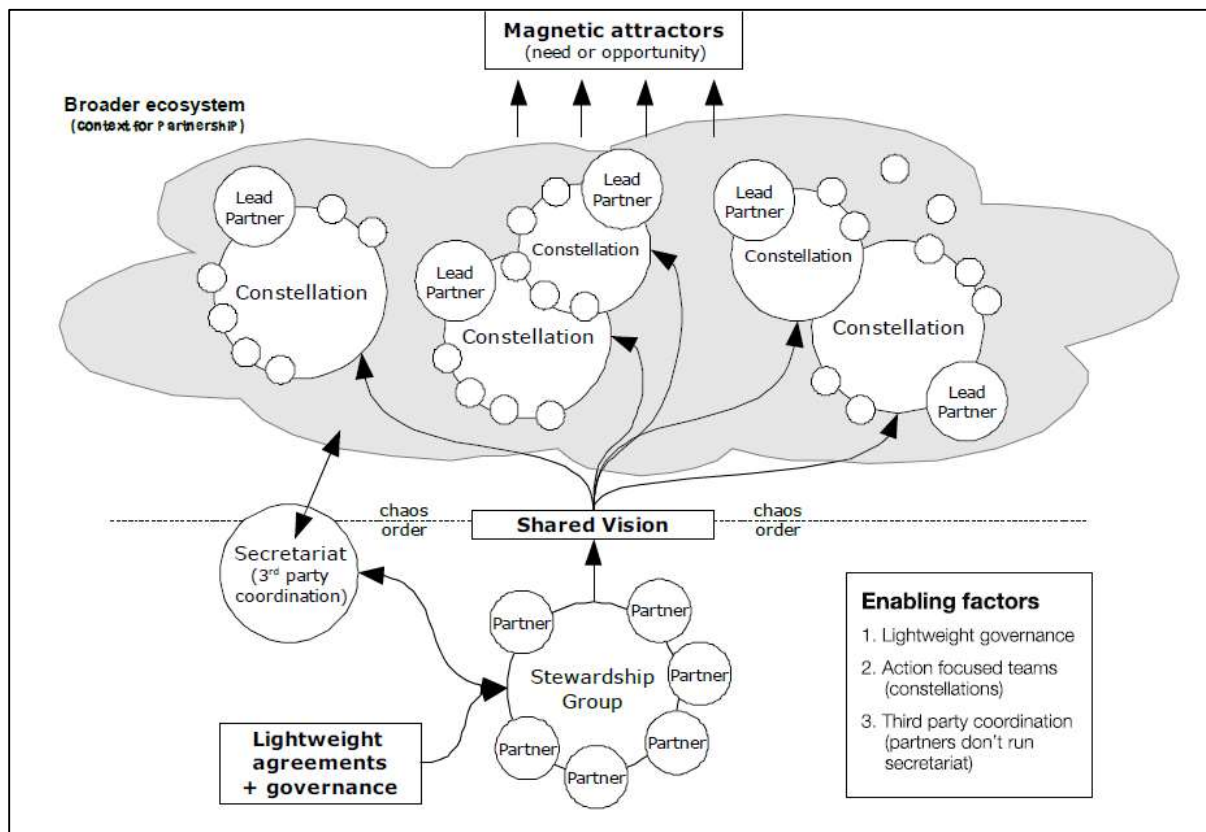 Magnetic attractors
(need or opportunity)
Broader ecosystem
(context for Partnership)
Lead
Partner
Constellation
Lead
Partner
Constellation
Lead
Partner
Constellation
Lead
Partner
Constellation
Constellation
Lead
Partner
chaos
order
Shared Vision
chaos
order
Secretariat
(3rd party
coordination)
Partner
Partner
Partner
Partner
Partner
Partner
Stewardship
Group
Lightweight
agreements
+ governance
Enabling factors
1. Lightweight governance
2. Action focused teams
(constellations)
3. Third party coordination
(partners don't run
secretariat)